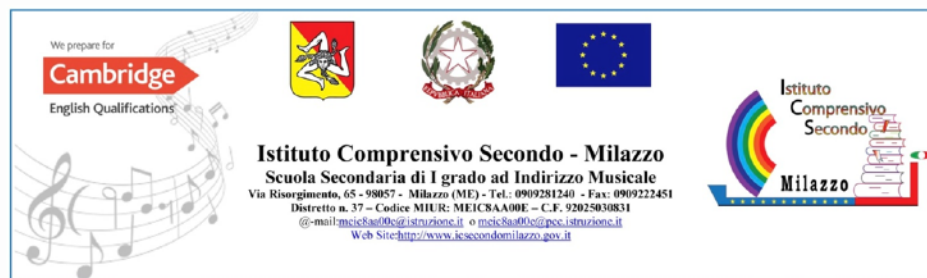 We prepare for
Cambridge
English Qualifications
REPVBBLICA ITALIANA
Istituto
Comprensivo
Secondo
Milazzo
Istituto Comprensivo Secondo - Milazzo
Scuola Secondaria di I grado ad Indirizzo Musicale
Via Risorgimento, 65 - 98057 - Milazzo (ME) - Tel.: 0909281240 - Fax: 0909222451
Distretto n. 37 – Codice MIUR: MEIC8AA00E – C.F. 92025030831
@-mail:meic8aa00e@istruzione.it o meic8aa00e@pec.istruzione.it
Web Site:http://www.icsecondomilazzo.gov.it